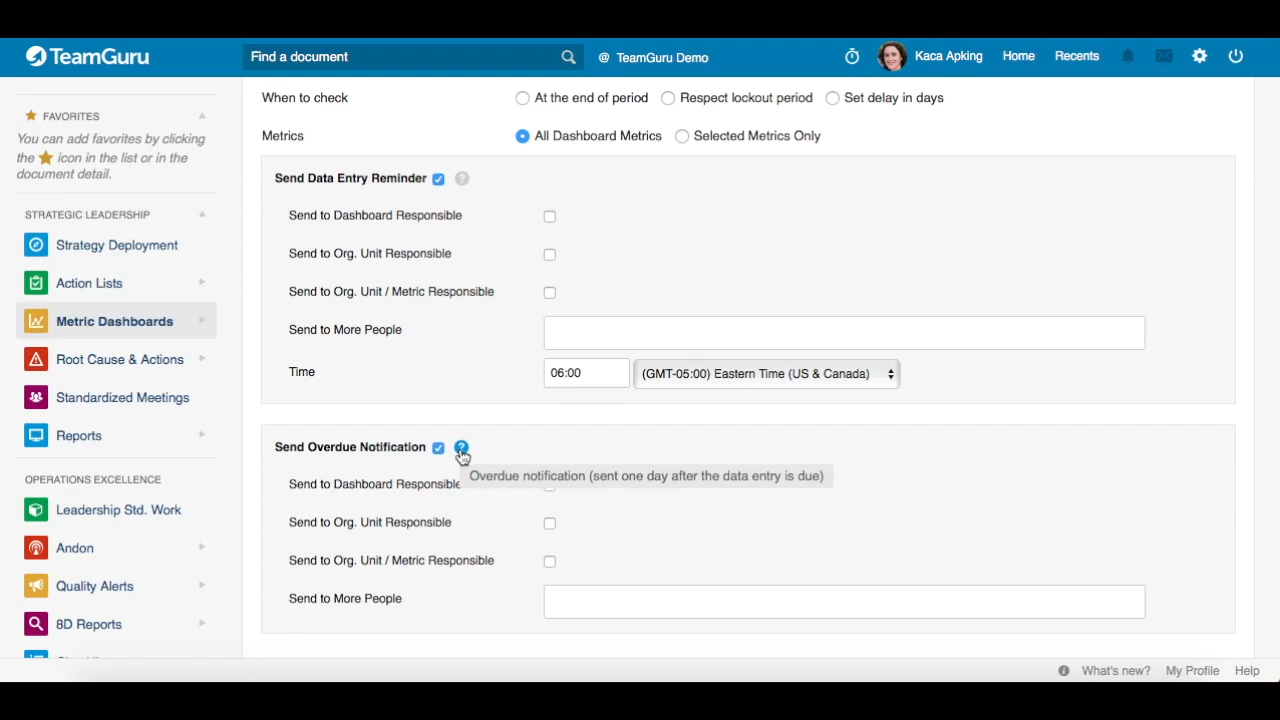 TeamGuru
Find a document
@ TeamGuru Demo
Kaca Apking
Home
Recents
FAVORITES
You can add favorites by clicking
the icon in the list or in the
document detail.
STRATEGIC LEADERSHIP
Strategy Deployment
Action Lists
Metric Dashboards
Root Cause & Actions
Standardized Meetings
Reports
OPERATIONS EXCELLENCE
Leadership Std. Work
Andon
Quality Alerts
8D Reports
When to check
At the end of period
Respect lockout period
Set delay in days
Metrics
All Dashboard Metrics
Selected Metrics Only
Send Data Entry Reminder ?
Send to Dashboard Responsible
Send to Org. Unit Responsible
Send to Org. Unit / Metric Responsible
Send to More People
Time
06:00
(GMT-05:00) Eastern Time (US & Canada)
Send Overdue Notification ?
Overdue notification (sent one day after the data entry is due)
Send to Dashboard Responsible
Send to Org. Unit Responsible
Send to Org. Unit / Metric Responsible
Send to More People
What's new?
My Profile
Help